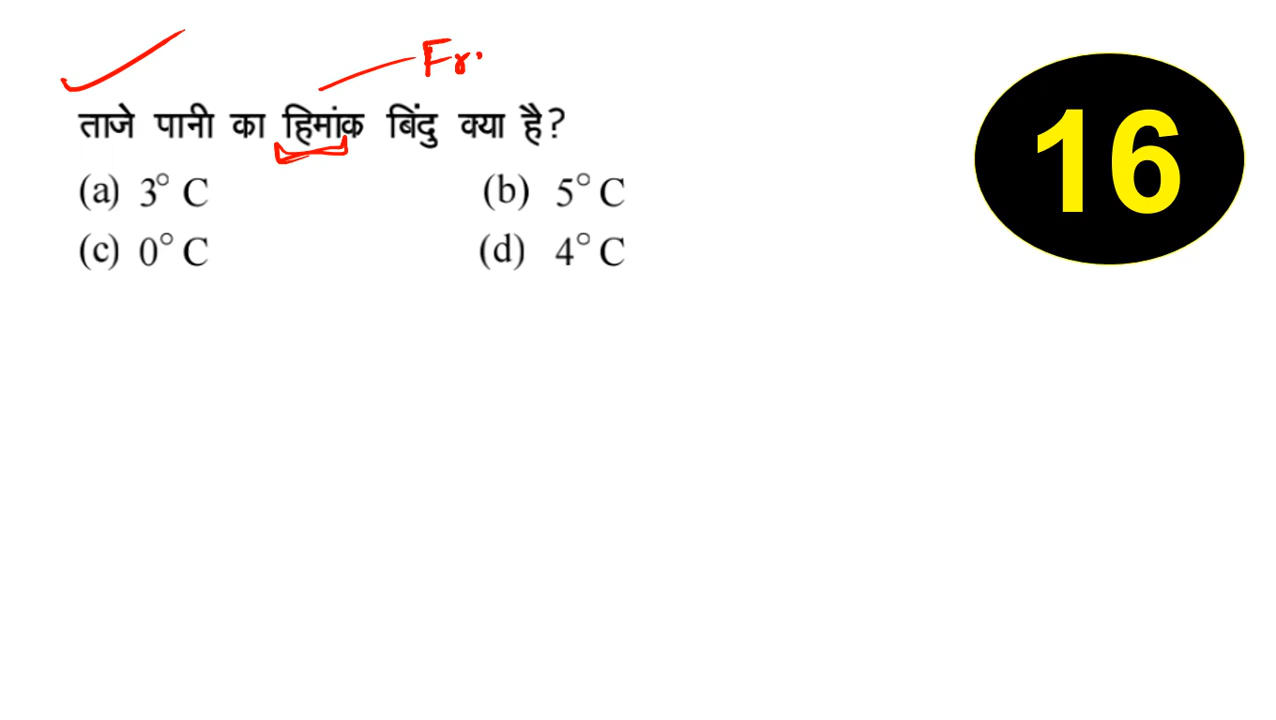 Fr.
ताजे पानी का हिमांक बिंदु क्या है?
(a) 3° C (b) 5° C
(c) 0° C (d) 4° C
16